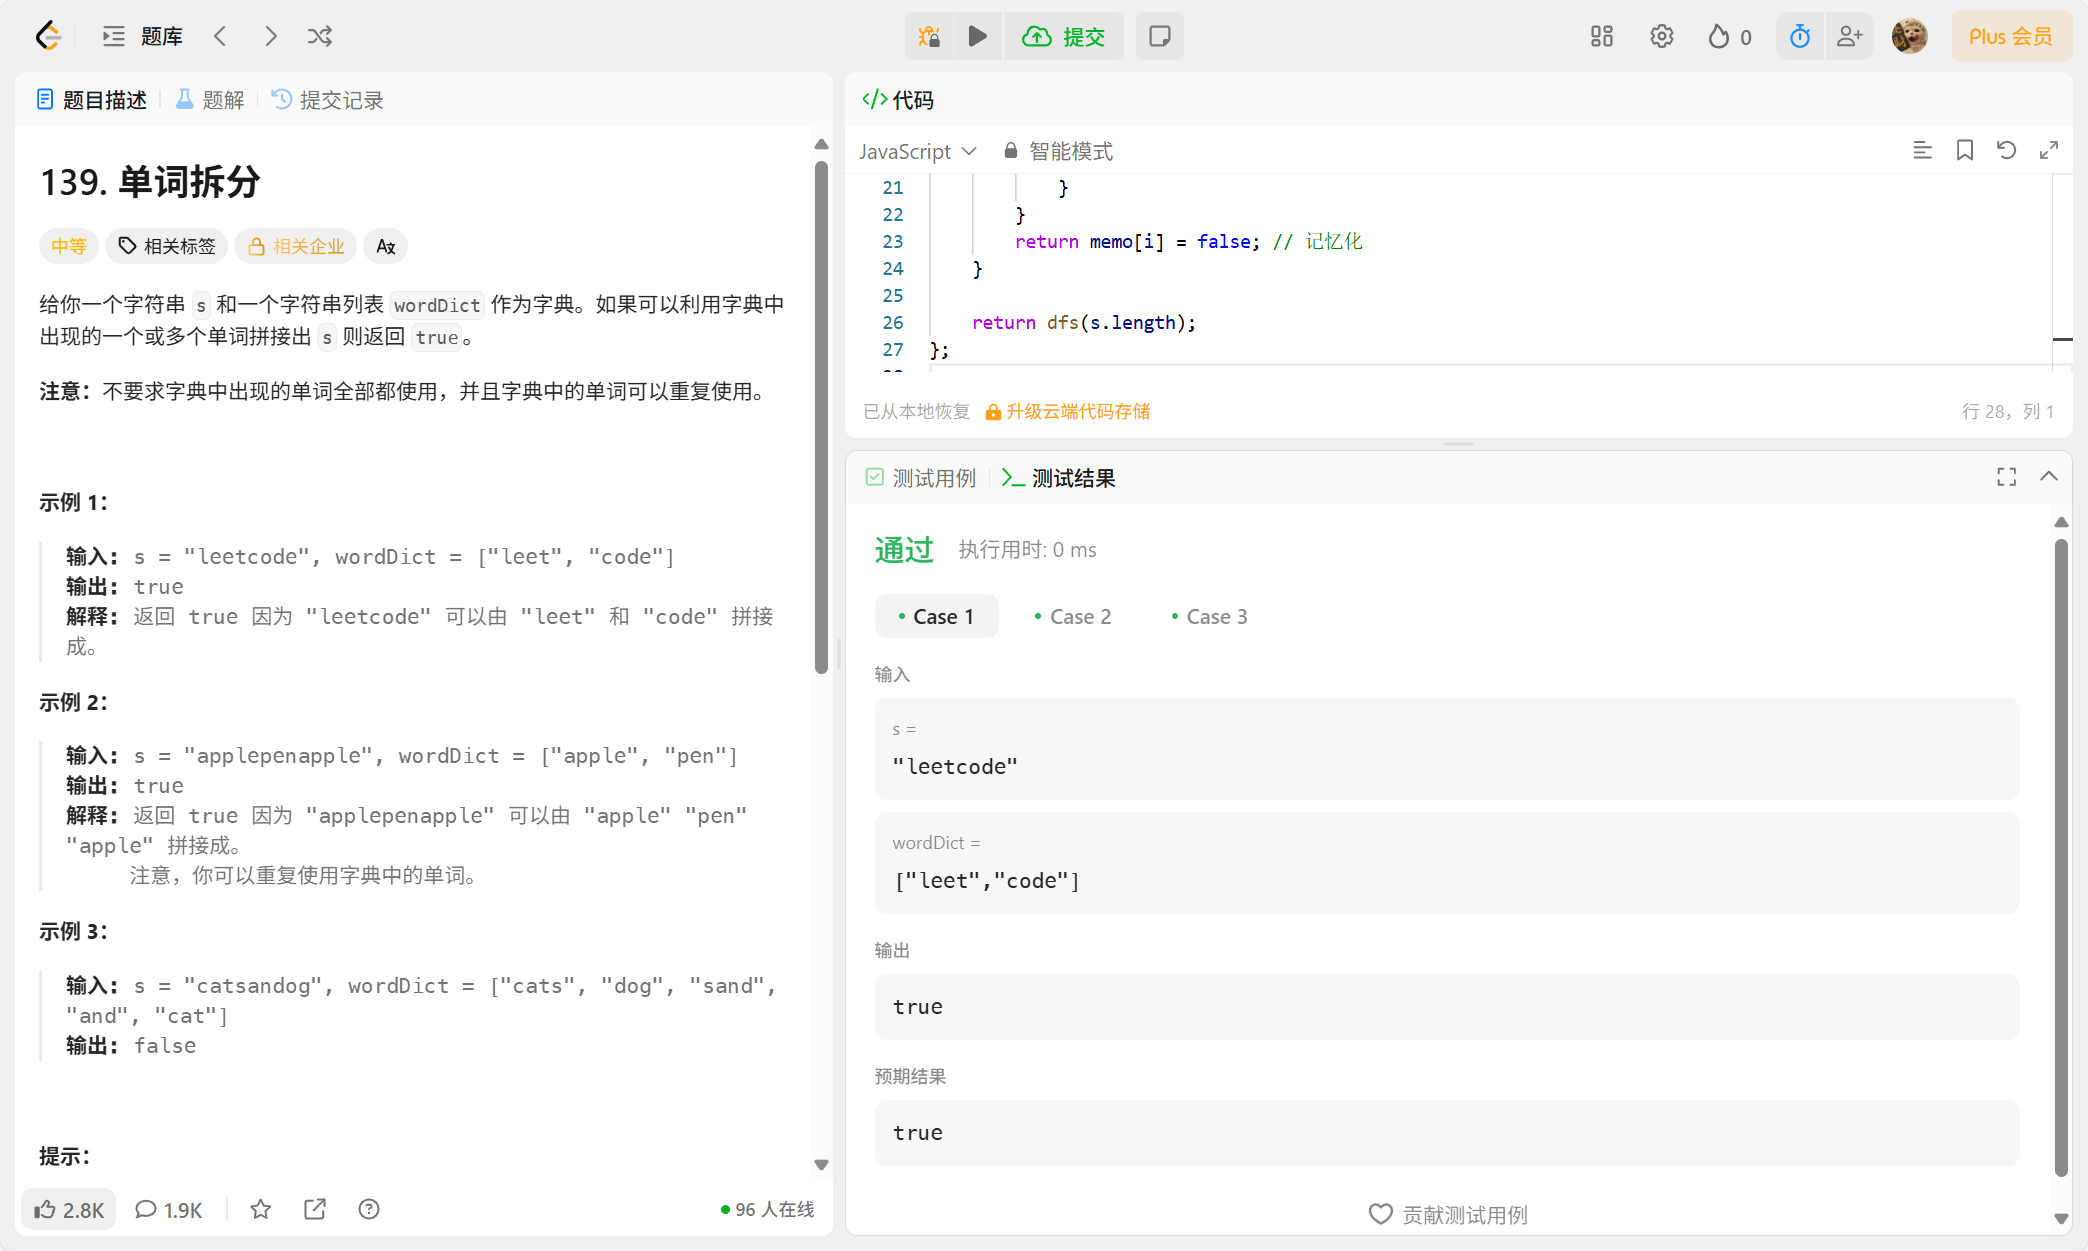 题库
提交
0
Plus 会员
题目描述
题解
提交记录
139. 单词拆分
中等
相关标签
相关企业
给你一个字符串 s 和一个字符串列表 wordDict 作为字典。如果可以利用字典中
出现的一个或多个单词拼接出 s 则返回 true。
注意：不要求字典中出现的单词全部都使用，并且字典中的单词可以重复使用。
示例 1：
输入: s = "leetcode", wordDict = ["leet", "code"]
输出: true
解释: 返回 true 因为 "leetcode" 可以由 "leet" 和 "code" 拼接
成。
示例 2：
输入: s = "applepenapple", wordDict = ["apple", "pen"]
输出: true
解释: 返回 true 因为 "applepenapple" 可以由 "apple" "pen"
"apple" 拼接成。
注意，你可以重复使用字典中的单词。
示例 3：
输入: s = "catsandog", wordDict = ["cats", "dog", "sand",
"and", "cat"]
输出: false
提示：
2.8K
1.9K
96 人在线
代码
JavaScript
智能模式
21 }
22 }
23 return memo[i] = false; // 记忆化
24 }
25
26 return dfs(s.length);
27 };
已从本地恢复
升级云端代码存储
行 28，列 1
测试用例
测试结果
通过
执行用时: 0 ms
Case 1
Case 2
Case 3
输入
s =
"leetcode"
wordDict =
["leet","code"]
输出
true
预期结果
true
贡献测试用例